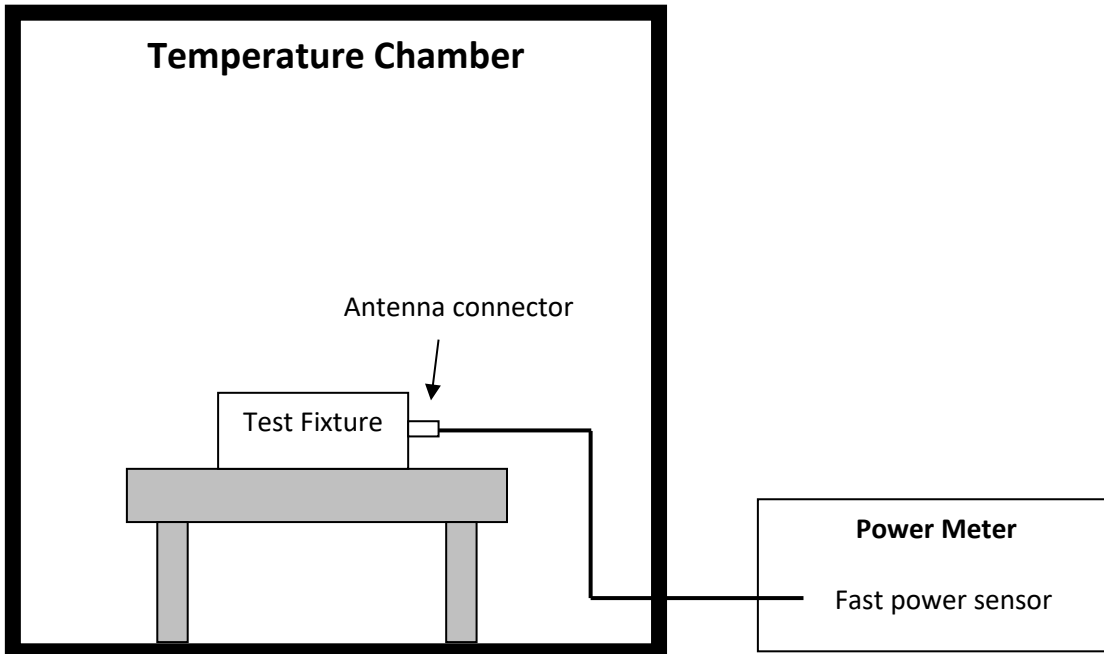 Temperature Chamber
Antenna connector
Test Fixture
Power Meter
Fast power sensor